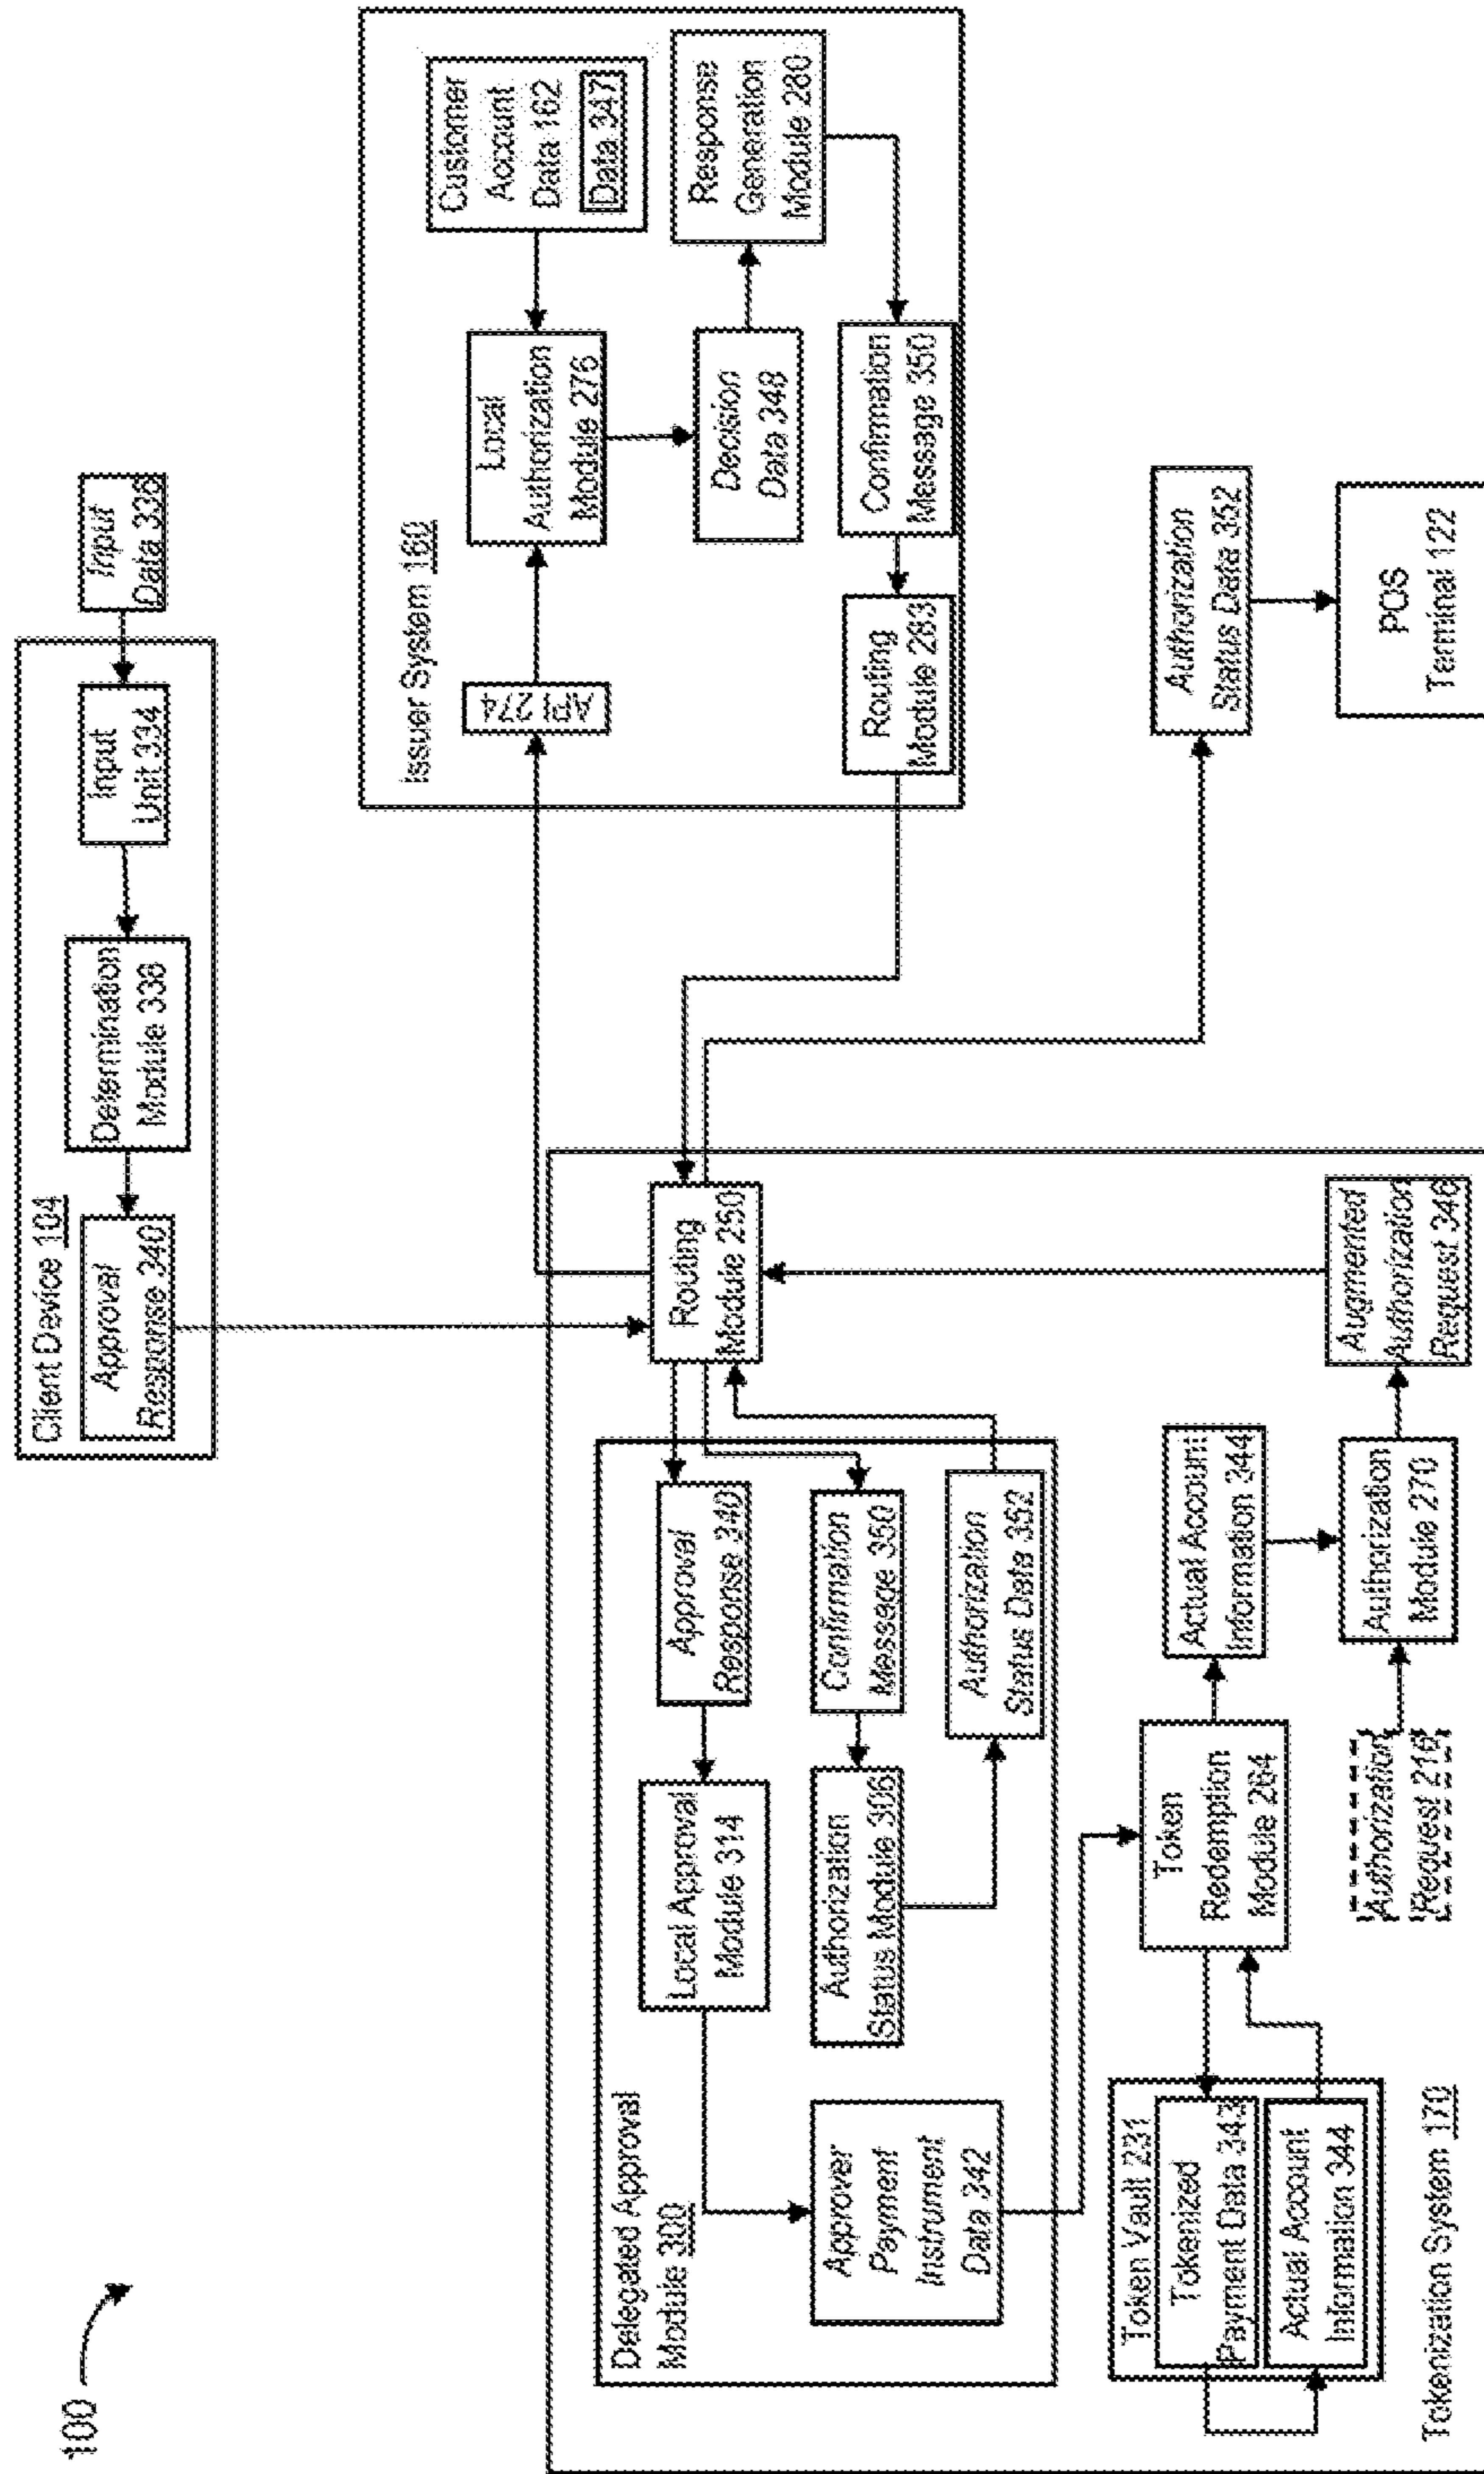 100
Client Device 104
Approval
Response 340
Determination
Module 338
Input
Unit 334
Input
Data 336
Issuer System 160
API 274
Local
Authorization
Module 276
Customer
Account
Data 162
Data 347
Decision
Data 348
Response
Generation
Module 280
Confirmation
Message 350
Routing
Module 283
Authorization
Status Data 352
POS
Terminal 122
Routing
Module 250
Delegated Approval
Module 300
Approval
Response 340
Local Approval
Module 314
Confirmation
Message 350
Authorization
Status Module 306
Authorization
Status Data 352
Approver
Payment
Instrument
Data 342
Token Vault 231
Tokenized
Payment Data 343
Actual Account
Information 344
Token
Redemption
Module 264
Actual Account
Information 344
Authorization
Request 216
Authorization
Module 270
Augmented
Authorization
Request 346
Tokenization System 170